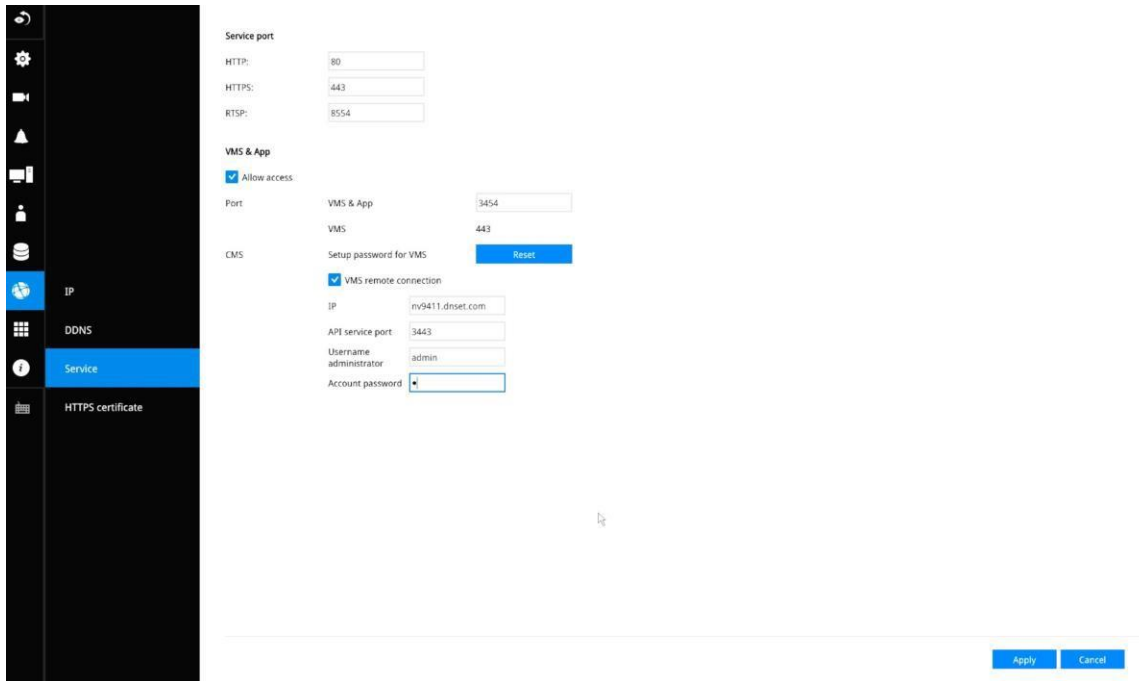 Service port
HTTP: 80
HTTPS: 443
RTSP: 8554
VMS & App
Allow access
Port VMS & App 3454
VMS 443
CMS Setup password for VMS Reset
VMS remote connection
IP nv9411.dnset.com
API service port 3443
Username
administrator admin
Account password
IP
DDNS
Service
HTTPS certificate
Apply Cancel